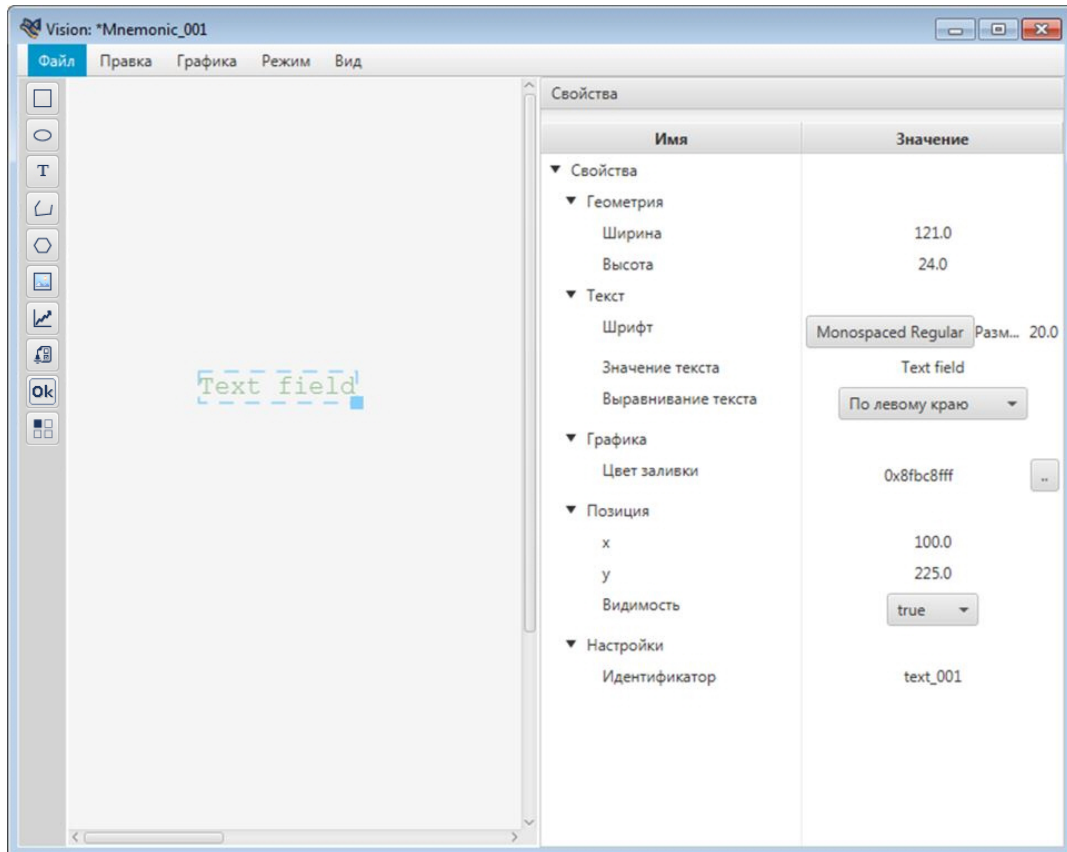 Vision: *Mnemonic_001
Файл Правка Графика Режим Вид
Свойства
Имя Значение
Свойства
Геометрия
Ширина 121.0
Высота 24.0
Текст
Шрифт Monospaced Regular Разм... 20.0
Значение текста Text field
Выравнивание текста По левому краю
Графика
Цвет заливки 0x8fbc8fff ..
Позиция
x 100.0
y 225.0
Видимость true
Настройки
Идентификатор text_001
T
Ok
Text field